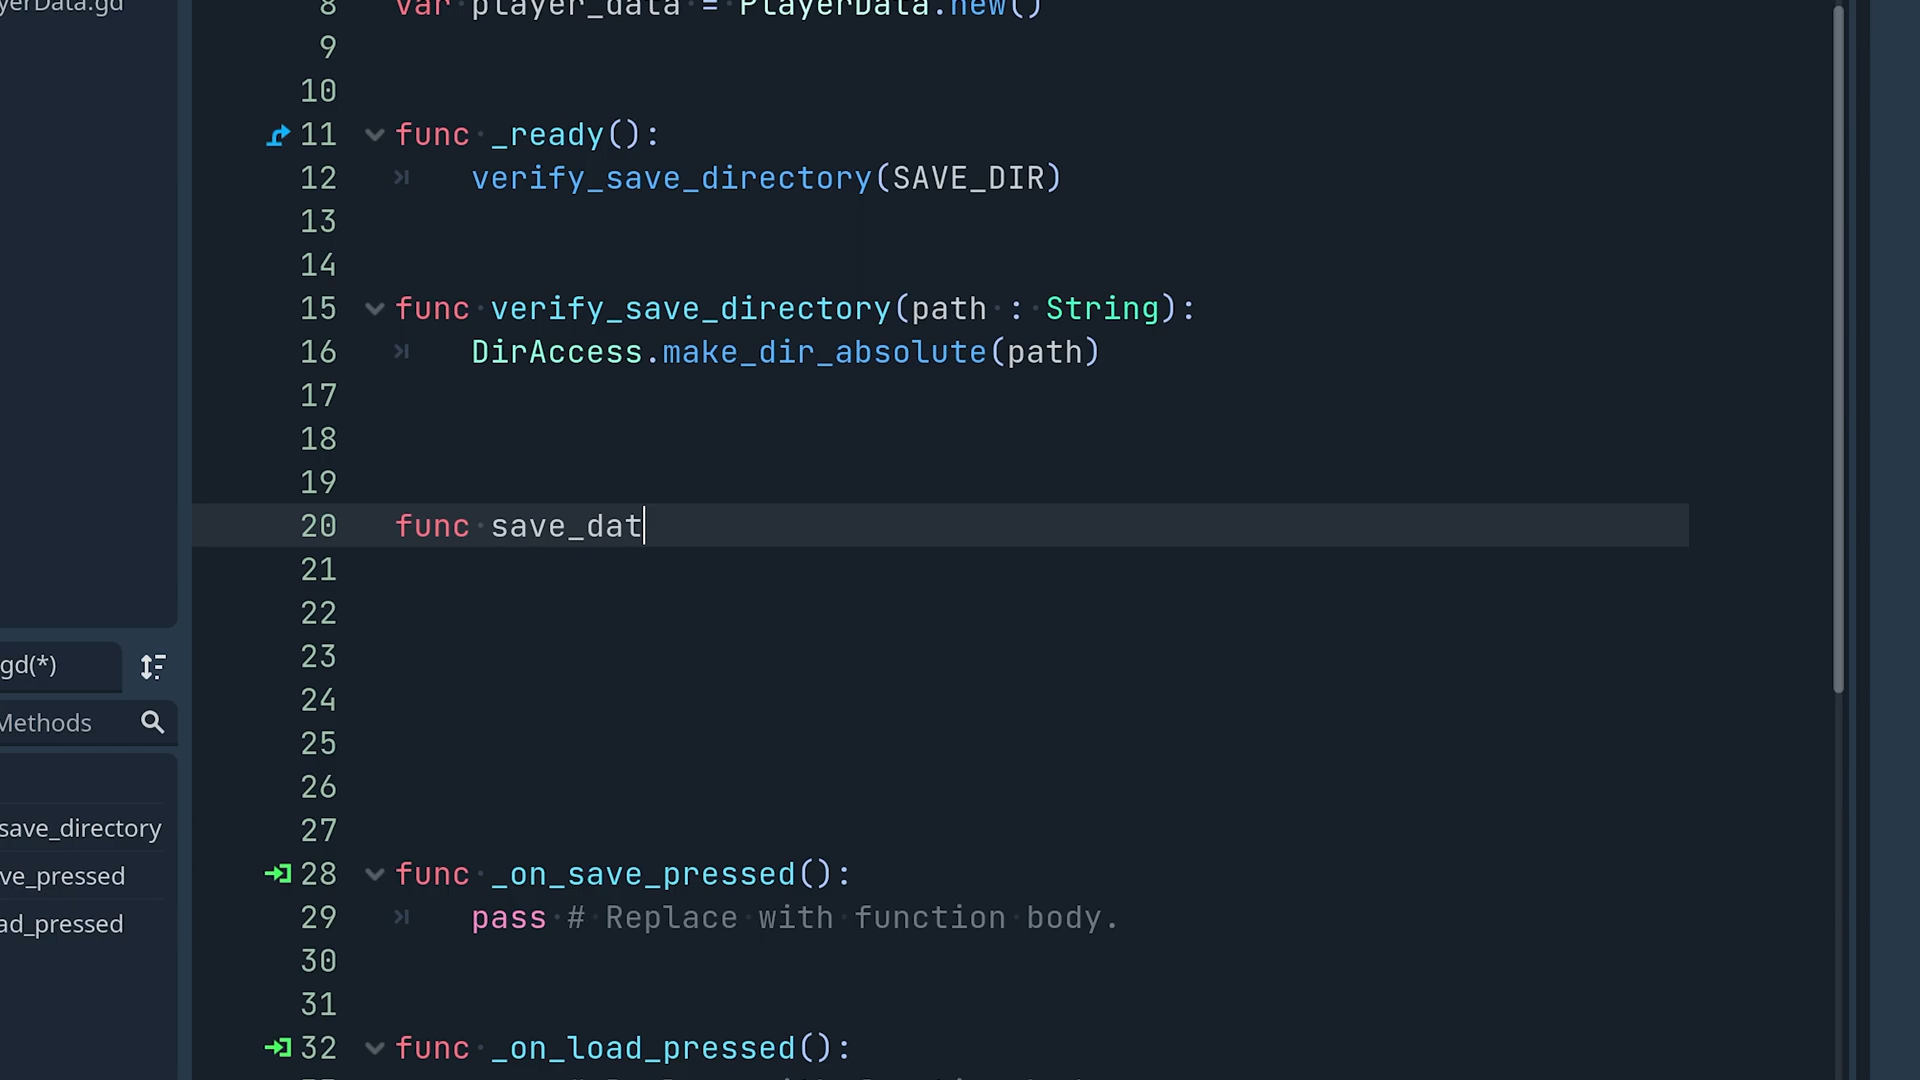 yerData.gd
8 var player_data = PlayerData.new()
9
10
11 func _ready():
12 verify_save_directory(SAVE_DIR)
13
14
15 func verify_save_directory(path : String):
16 DirAccess.make_dir_absolute(path)
17
18
19
20 func save_dat
21
22
23
gd(*)
24
Methods
25
26
27
save_directory
28 func _on_save_pressed():
ve_pressed
29 pass # Replace with function body.
ad_pressed
30
31
32 func _on_load_pressed():